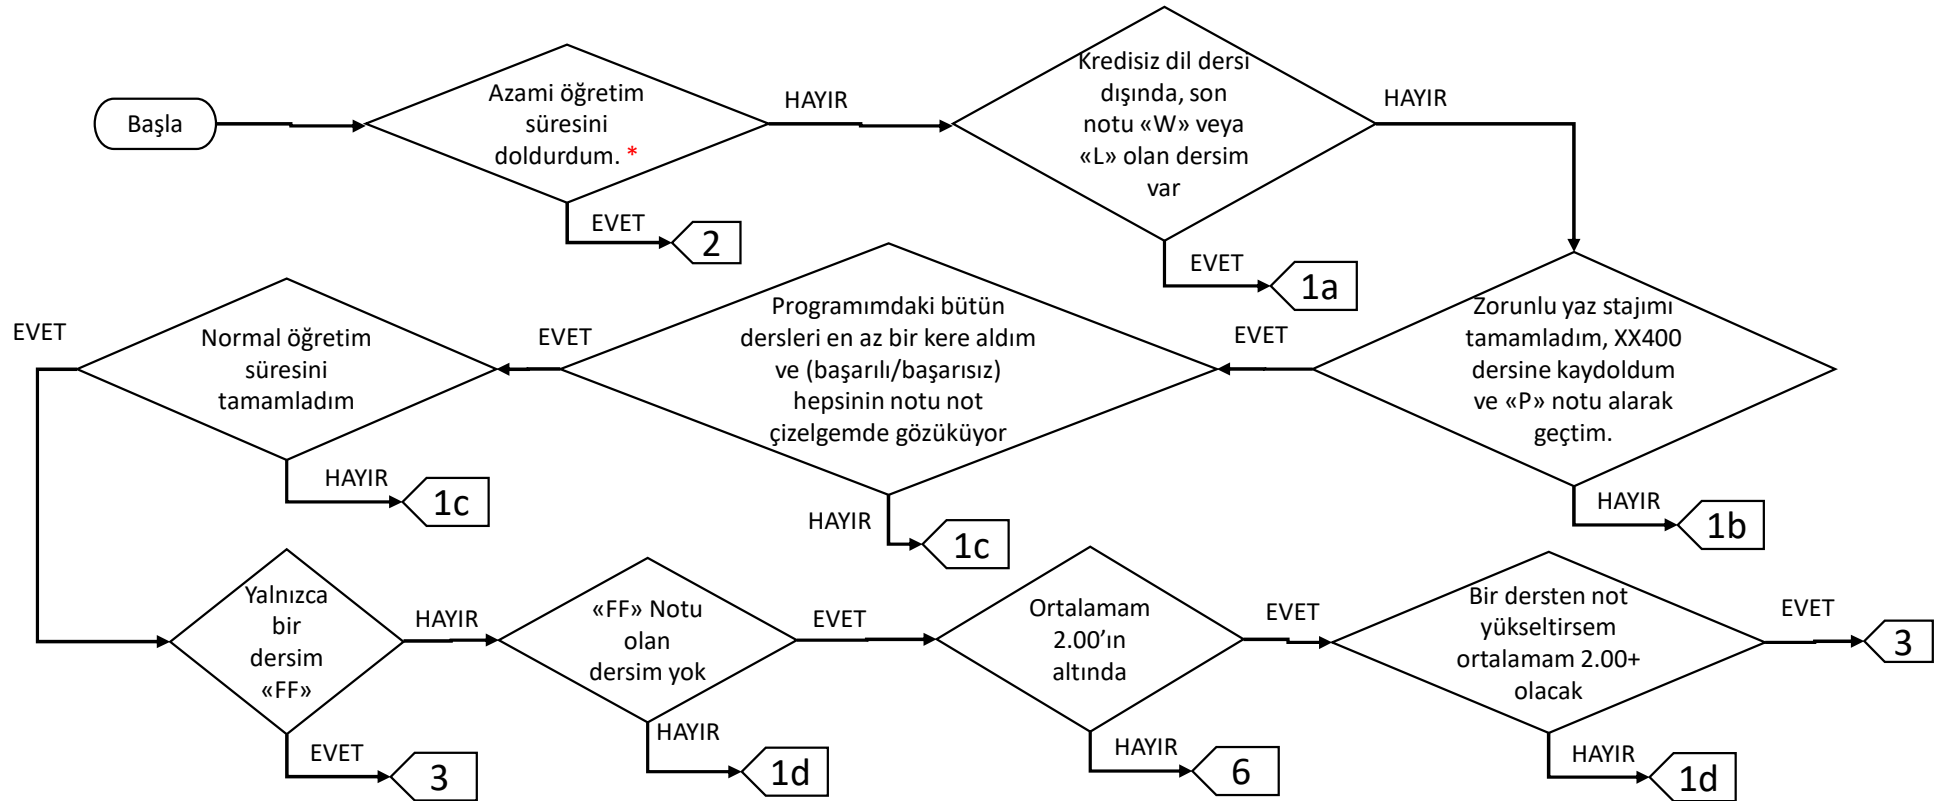 Başla
Azami öğretim
süresini
doldurdum. *
HAYIR
EVET
2
Kredisiz dil dersi
dışında, son
notu «W» veya
«L» olan dersim
var
HAYIR
EVET
1a
Zorunlu yaz stajımı
tamamladım, XX400
dersine kaydoldum
ve «P» notu alarak
geçtim.
EVET
HAYIR
1b
Programımdaki bütün
dersleri en az bir kere aldım
ve (başarılı/başarısız)
hepsinin notu not
çizelgemde gözüküyor
EVET
HAYIR
1c
Normal öğretim
süresini
tamamladım
EVET
HAYIR
1c
Yalnızca
bir
dersim
«FF»
HAYIR
EVET
3
«FF» Notu
olan
dersim yok
EVET
HAYIR
1d
Ortalamam
2.00’ın
altında
EVET
HAYIR
6
Bir dersten not
yükseltirsem
ortalamam 2.00+
olacak
EVET
3
HAYIR
1d